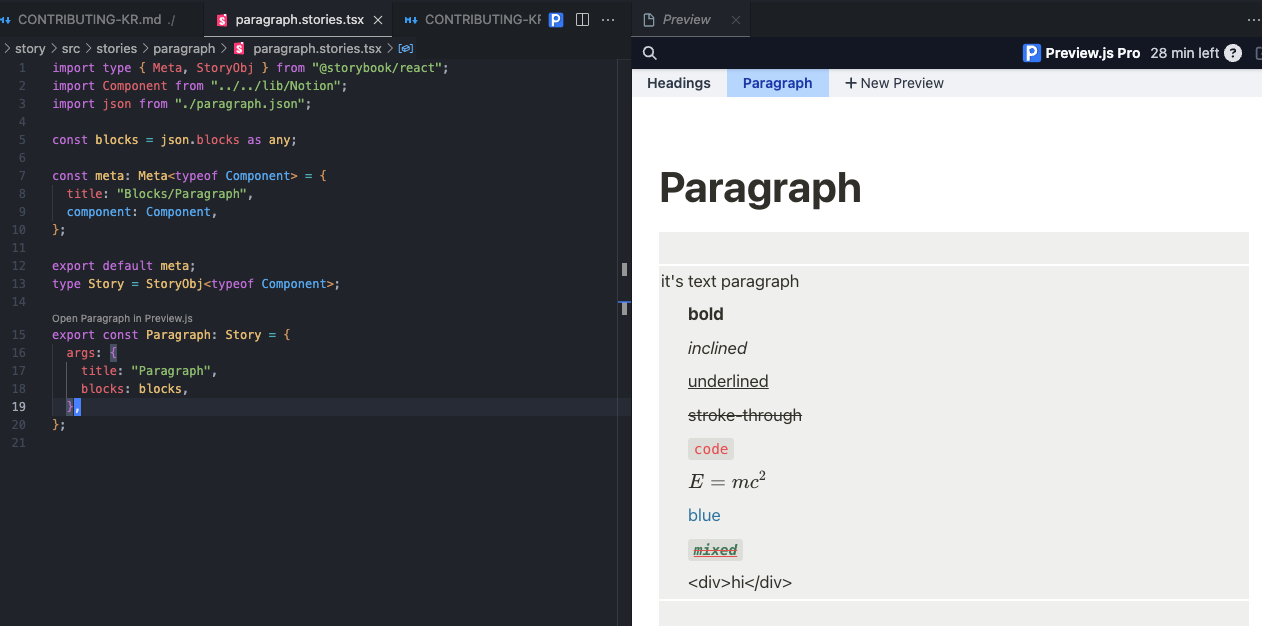 CONTRIBUTING-KR.md ./
paragraph.stories.tsx
CONTRIBUTING-KF
Preview
story > src > stories > paragraph > paragraph.stories.tsx >
Preview.js Pro 28 min left ?
Headings
Paragraph
+ New Preview
1 import type { Meta, StoryObj } from "@storybook/react";
2 import Component from "../../lib/Notion";
3 import json from "./paragraph.json";
4
5 const blocks = json.blocks as any;
6
7 const meta: Meta<typeof Component> = {
8 title: "Blocks/Paragraph",
9 component: Component,
10 };
11
12 export default meta;
13 type Story = StoryObj<typeof Component>;
14
Open Paragraph in Preview.js
15 export const Paragraph: Story = {
16 args: {
17 title: "Paragraph",
18 blocks: blocks,
19 },
20 };
21
Paragraph
it's text paragraph
bold
inclined
underlined
stroke-through
code
E = mc²
blue
mixed
<div>hi</div>